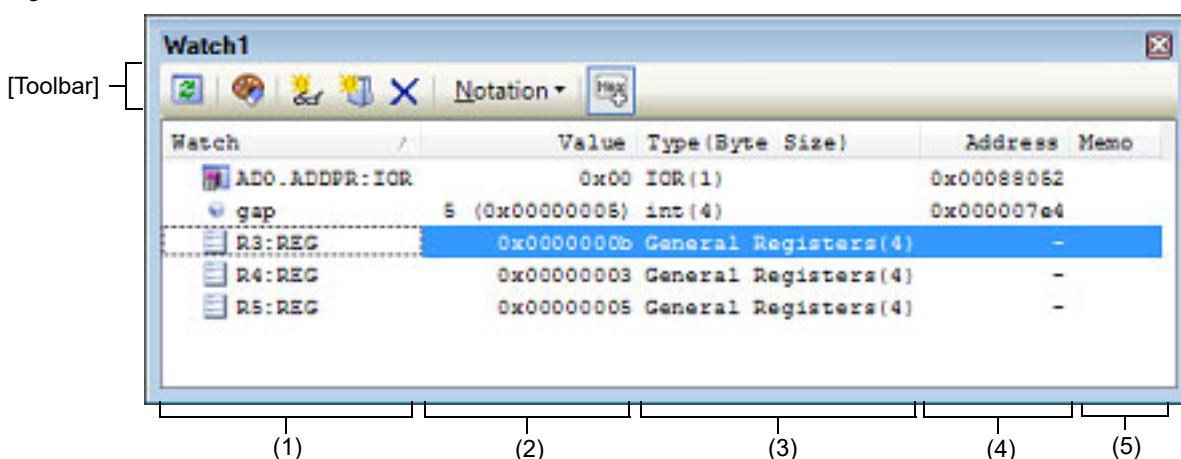 Watch1
[Toolbar] Notation Hex
Watch Value Type(Byte Size) Address Memo
AD0.ADDPR:IOR 0x00 IOR(1) 0x00088052
gap 5 (0x00000005) int(4) 0x000007e4
R3:REG 0x0000000b General Registers(4) -
R4:REG 0x00000003 General Registers(4) -
R5:REG 0x00000005 General Registers(4) -
(1) (2) (3) (4) (5)